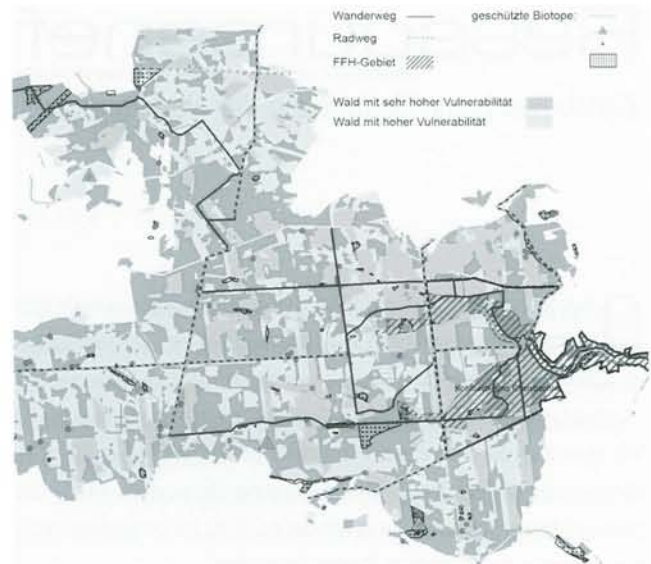 Wanderweg
geschützte Biotope:
Radweg
FFH-Gebiet
Wald mit sehr hoher Vulnerabilität
Wald mit hoher Vulnerabilität